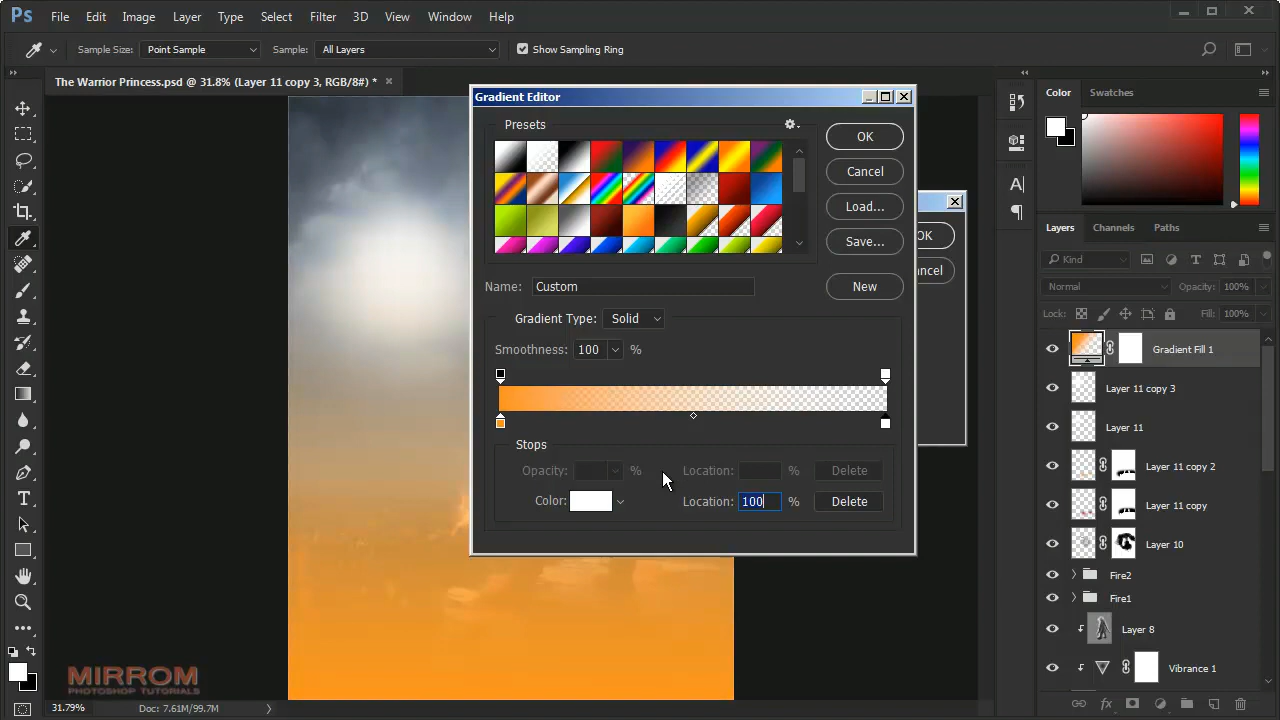 Ps File Edit Image Layer Type Select Filter 3D View Window Help
Sample Size: Point Sample Sample: All Layers Show Sampling Ring
The Warrior Princess.psd @ 31.8% (Layer 11 copy 3, RGB/8#) * ×
Gradient Editor
Presets
OK
Cancel
Load...
Save...
Name: Custom
New
Gradient Type: Solid
Smoothness: 100 %
Stops
Opacity: % Location: % Delete
Color: Location: 100 % Delete
OK
ancel
Color Swatches
Layers Channels Paths
Kind
Normal Opacity: 100%
Lock: Fill: 100%
Gradient Fill 1
Layer 11 copy 3
Layer 11
Layer 11 copy 2
Layer 11 copy
Layer 10
Fire2
Fire1
Layer 8
Vibrance 1
MIRROM
PHOTOSHOP TUTORIALS
31.79% Doc: 7.61M/99.7M